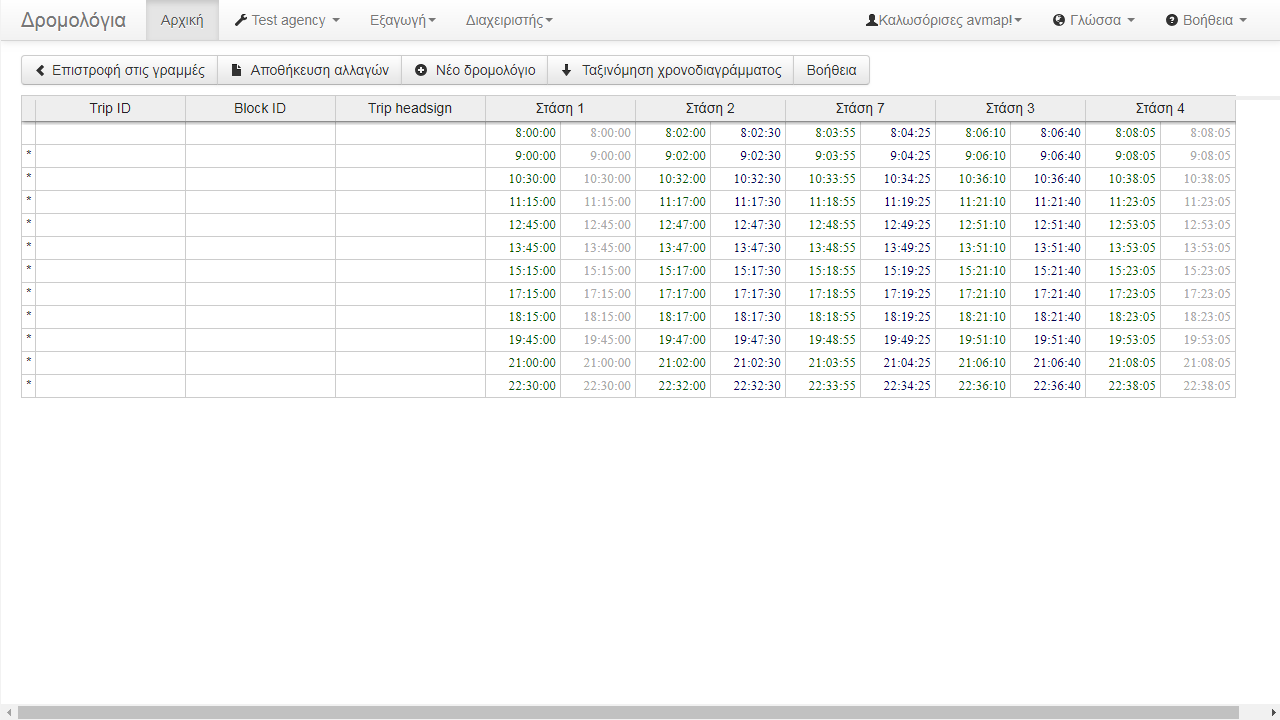 Δρομολόγια Αρχική Test agency Εξαγωγή Διαχειριστής Καλωσόρισες avmap! Γλώσσα Βοήθεια
Επιστροφή στις γραμμές Αποθήκευση αλλαγών Νέο δρομολόγιο Ταξινόμηση χρονοδιαγράμματος Βοήθεια
Trip ID Block ID Trip headsign Στάση 1 Στάση 2 Στάση 7 Στάση 3 Στάση 4
8:00:00 8:00:00 8:02:00 8:02:30 8:03:55 8:04:25 8:06:10 8:06:40 8:08:05 8:08:05
* 9:00:00 9:00:00 9:02:00 9:02:30 9:03:55 9:04:25 9:06:10 9:06:40 9:08:05 9:08:05
* 10:30:00 10:30:00 10:32:00 10:32:30 10:33:55 10:34:25 10:36:10 10:36:40 10:38:05 10:38:05
* 11:15:00 11:15:00 11:17:00 11:17:30 11:18:55 11:19:25 11:21:10 11:21:40 11:23:05 11:23:05
* 12:45:00 12:45:00 12:47:00 12:47:30 12:48:55 12:49:25 12:51:10 12:51:40 12:53:05 12:53:05
* 13:45:00 13:45:00 13:47:00 13:47:30 13:48:55 13:49:25 13:51:10 13:51:40 13:53:05 13:53:05
* 15:15:00 15:15:00 15:17:00 15:17:30 15:18:55 15:19:25 15:21:10 15:21:40 15:23:05 15:23:05
* 17:15:00 17:15:00 17:17:00 17:17:30 17:18:55 17:19:25 17:21:10 17:21:40 17:23:05 17:23:05
* 18:15:00 18:15:00 18:17:00 18:17:30 18:18:55 18:19:25 18:21:10 18:21:40 18:23:05 18:23:05
* 19:45:00 19:45:00 19:47:00 19:47:30 19:48:55 19:49:25 19:51:10 19:51:40 19:53:05 19:53:05
* 21:00:00 21:00:00 21:02:00 21:02:30 21:03:55 21:04:25 21:06:10 21:06:40 21:08:05 21:08:05
* 22:30:00 22:30:00 22:32:00 22:32:30 22:33:55 22:34:25 22:36:10 22:36:40 22:38:05 22:38:05